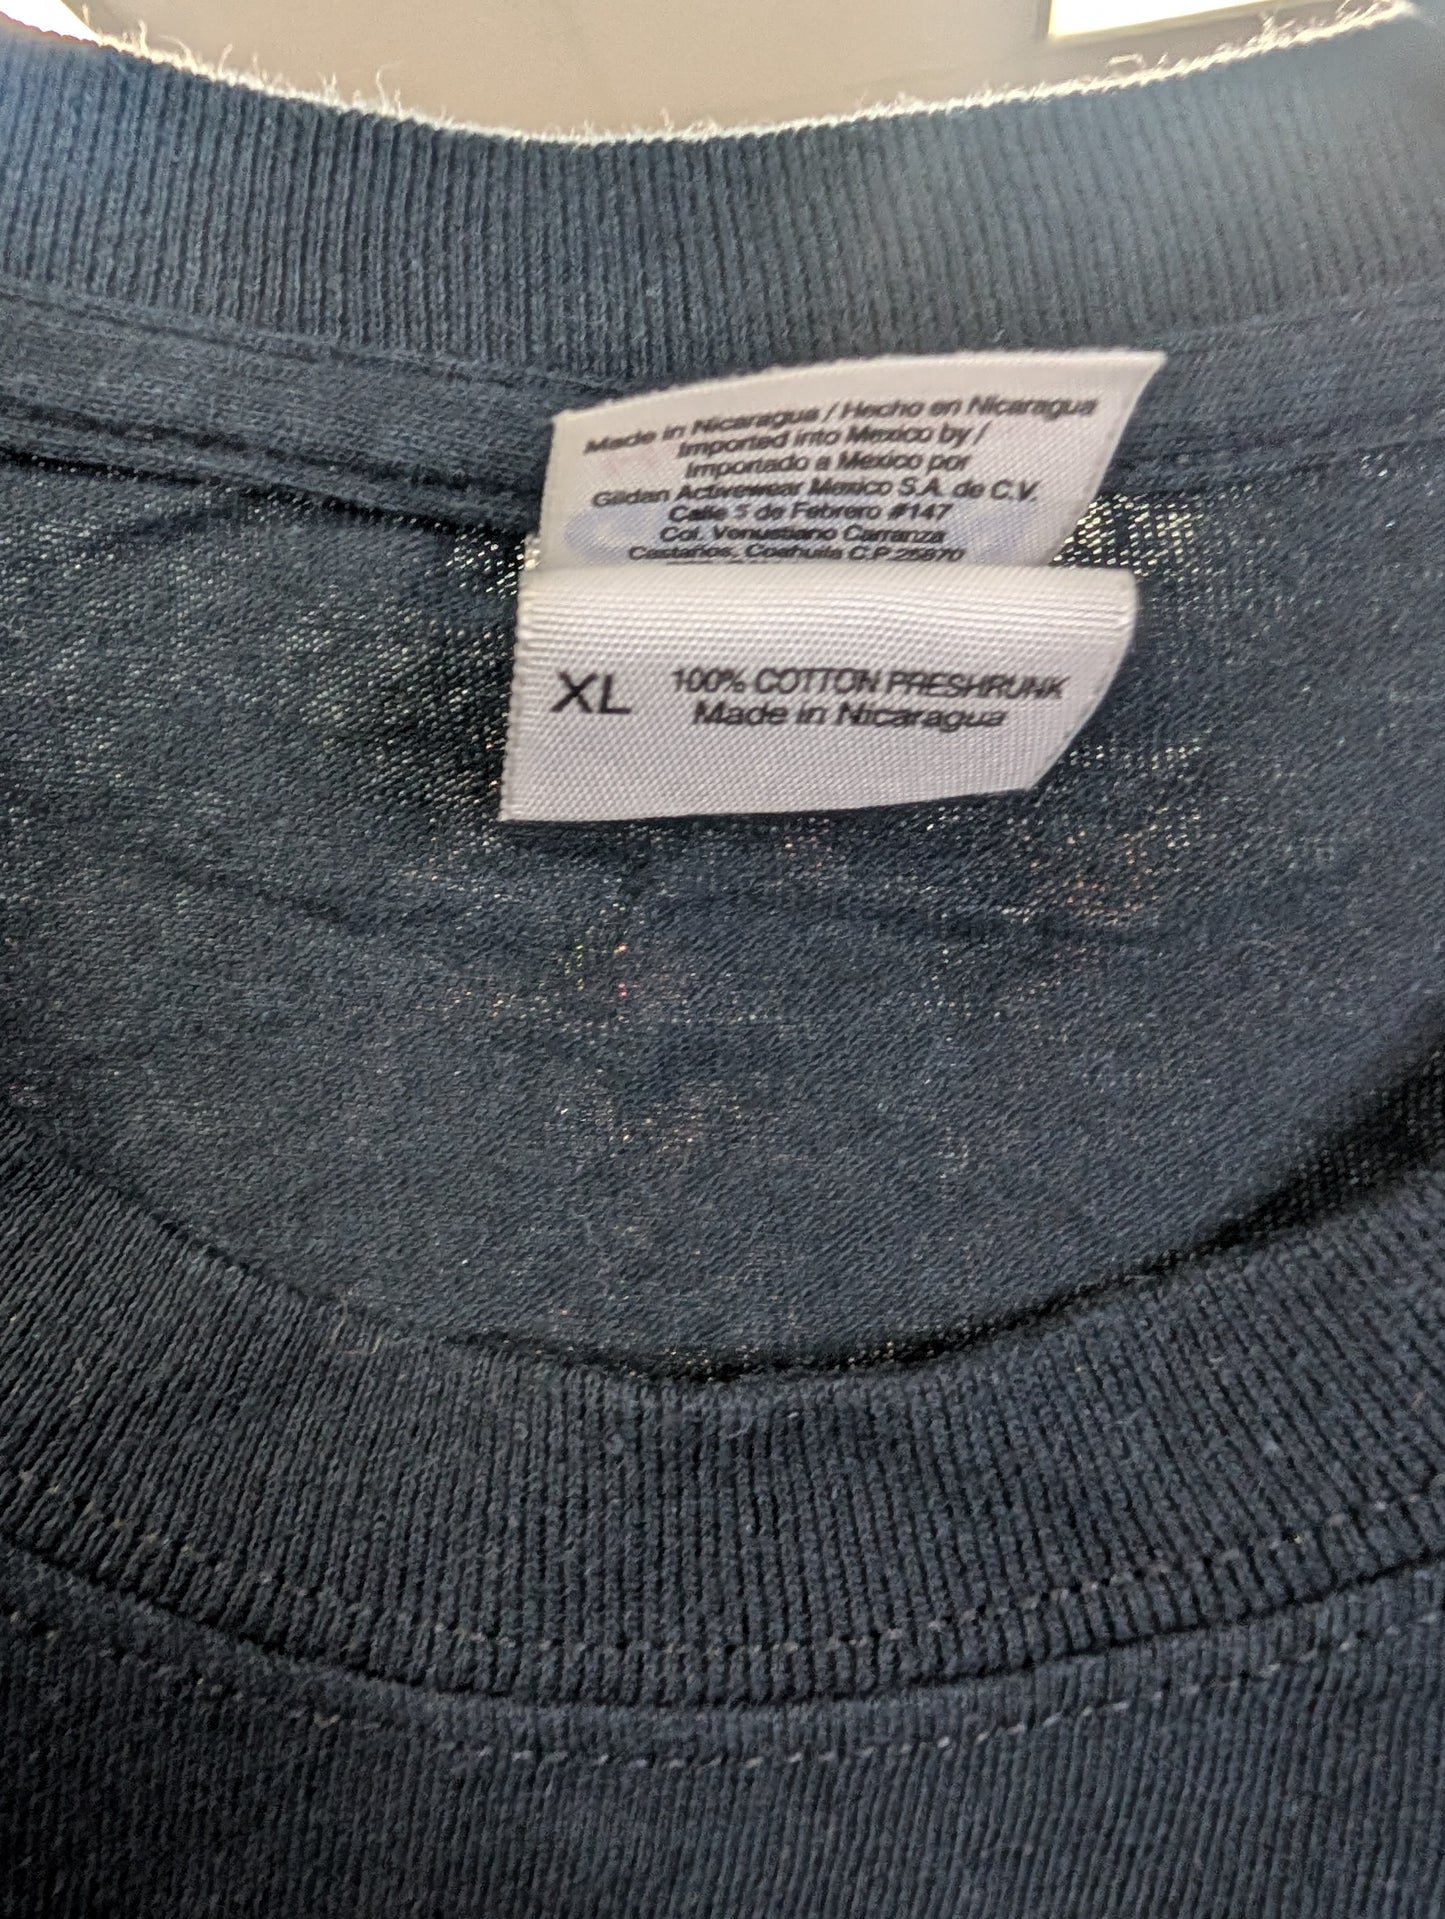 Made in Nicaragua / Hecho en Nicaragua
Imported into Mexico by /
Importado a Mexico por
Gildan Activewear Mexico S.A. de C.V.
Calle 5 de Febrero #147
Col. Venustiano Carranza
Castaños, Coahuila C.P. 25870
XL
100% COTTON PRESHRUNK
Made in Nicaragua